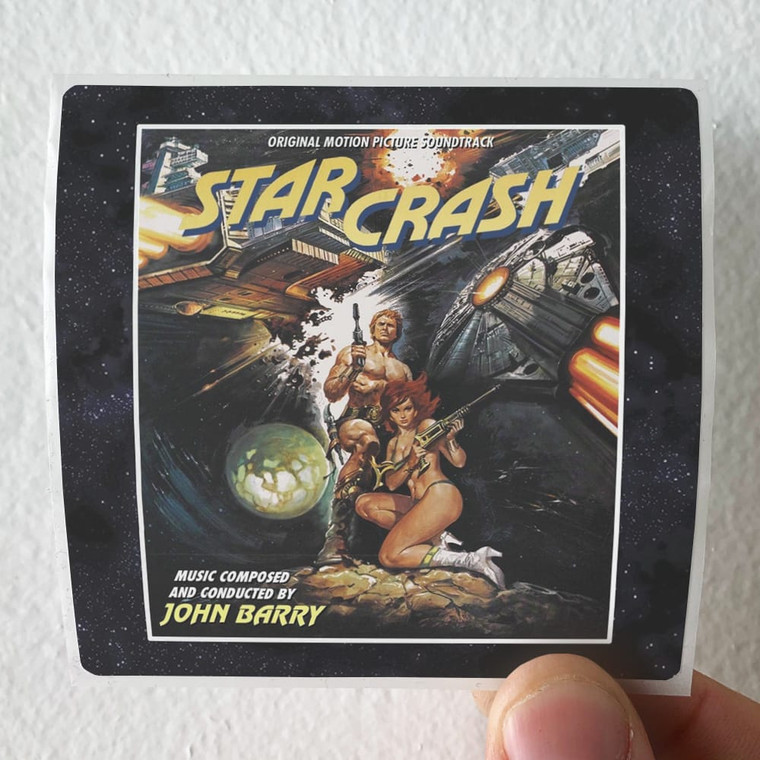 ORIGINAL MOTION PICTURE SOUNDTRACK
STAR
CRASH
MUSIC COMPOSED
AND CONDUCTED BY
JOHN BARRY